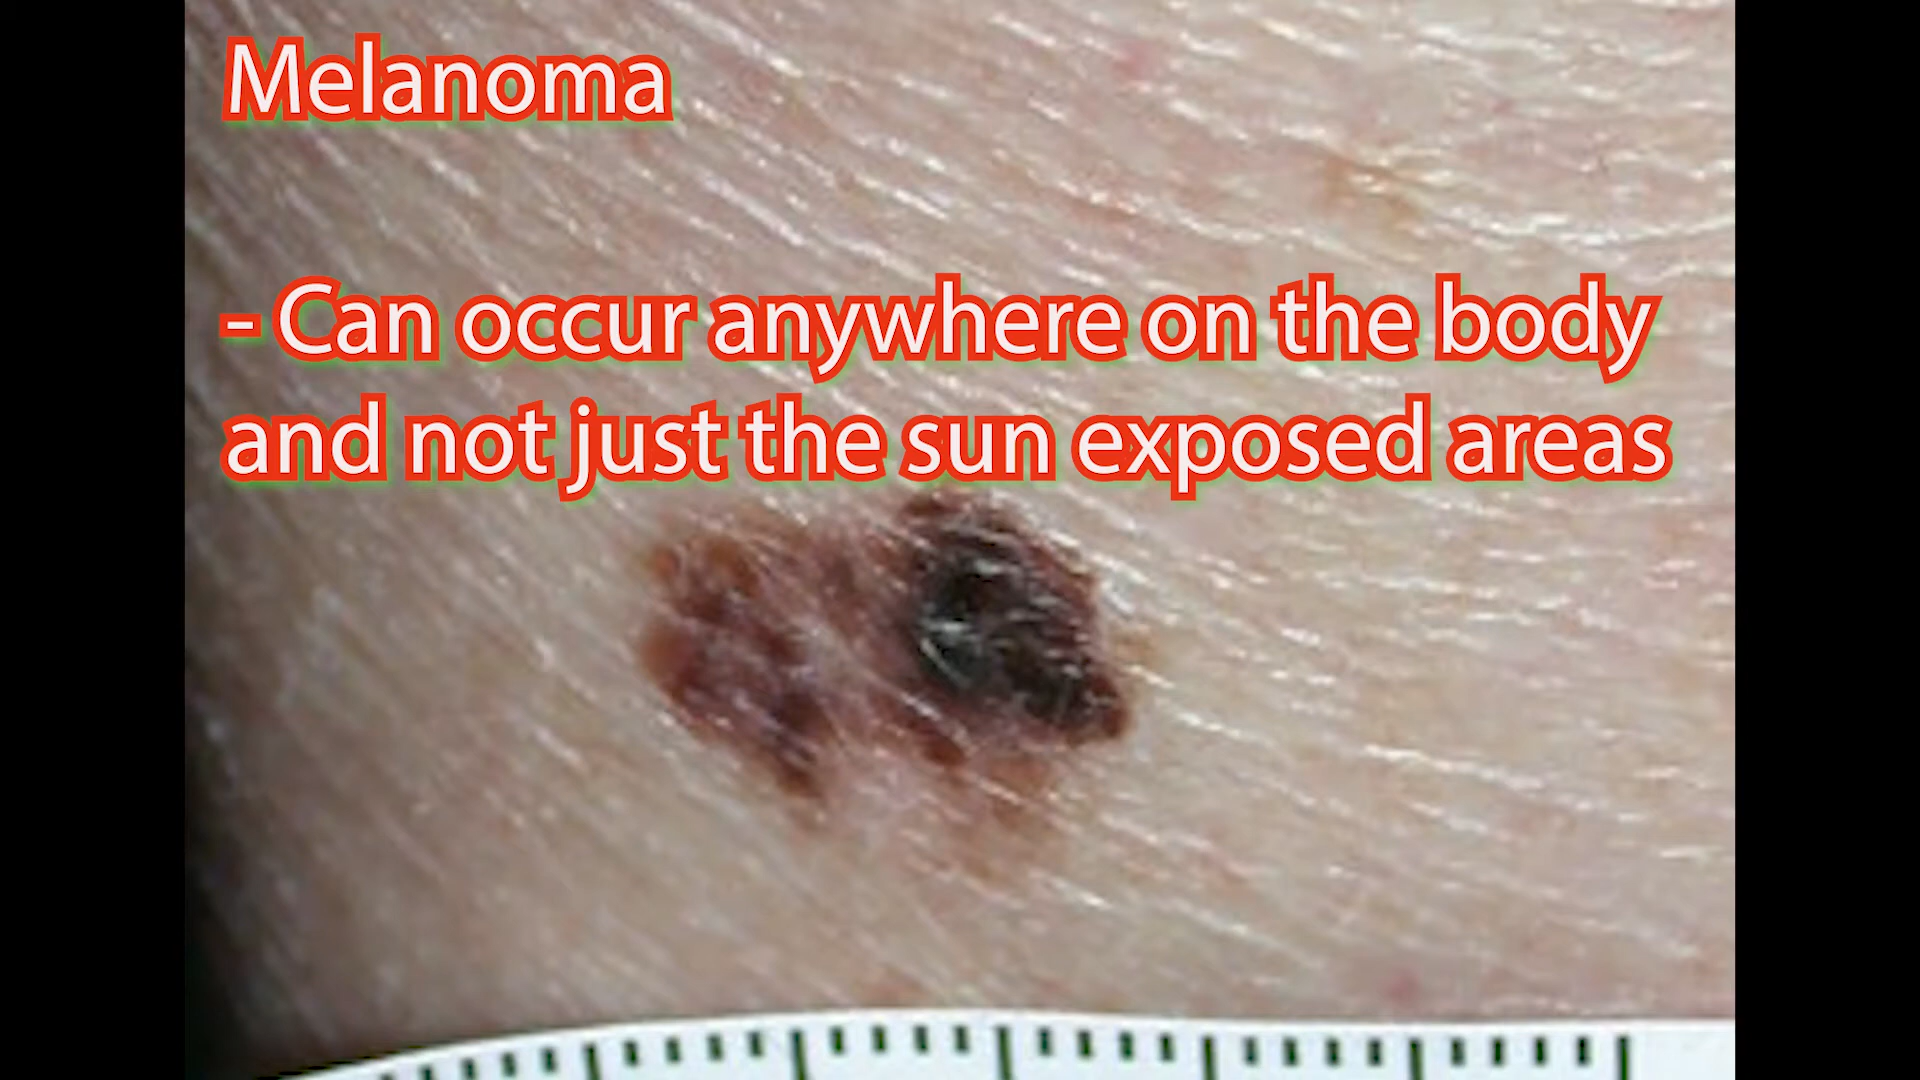 Melanoma
- Can occur anywhere on the body
and not just the sun exposed areas